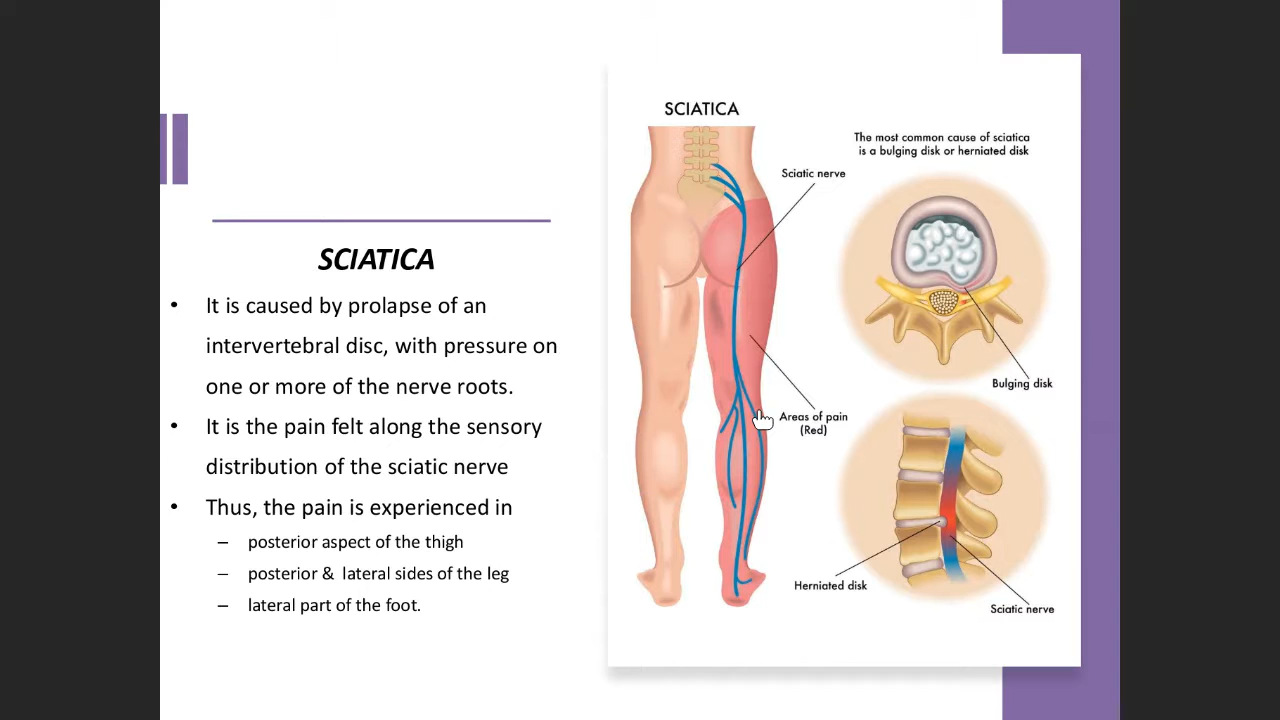 SCIATICA
• It is caused by prolapse of an
intervertebral disc, with pressure on
one or more of the nerve roots.
• It is the pain felt along the sensory
distribution of the sciatic nerve
• Thus, the pain is experienced in
– posterior aspect of the thigh
– posterior & lateral sides of the leg
– lateral part of the foot.
SCIATICA
The most common cause of sciatica
is a bulging disk or herniated disk
Sciatic nerve
Bulging disk
Areas of pain
(Red)
Herniated disk
Sciatic nerve